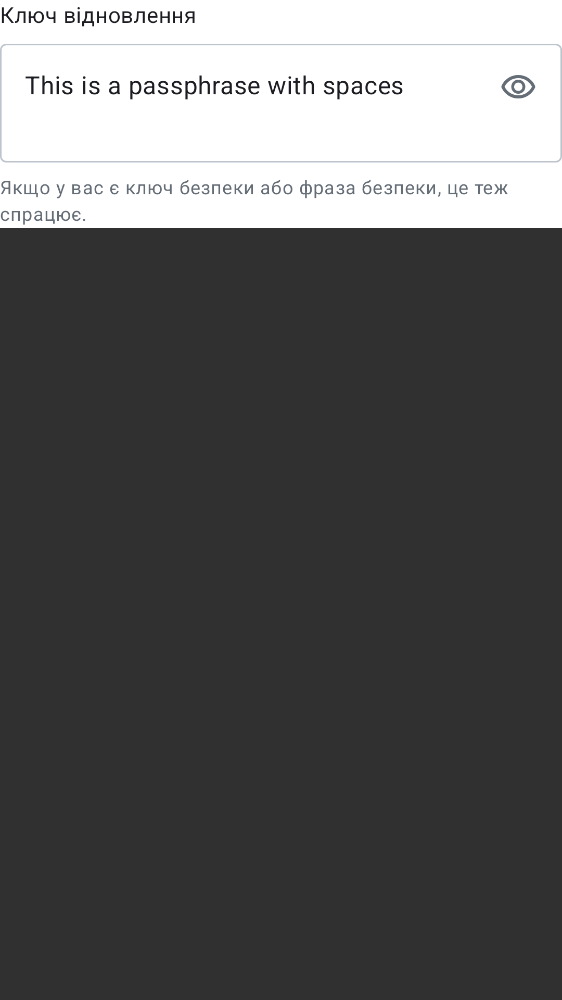 Ключ відновлення
This is a passphrase with spaces
Якщо у вас є ключ безпеки або фраза безпеки, це теж
спрацює.